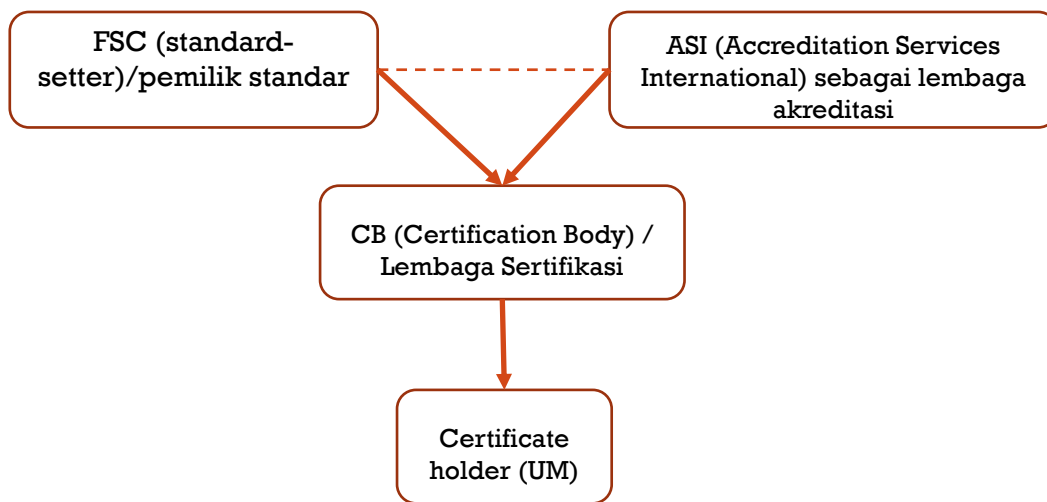 FSC (standard-
setter)/pemilik standar
ASI (Accreditation Services
International) sebagai lembaga
akreditasi
CB (Certification Body) /
Lembaga Sertifikasi
Certificate
holder (UM)